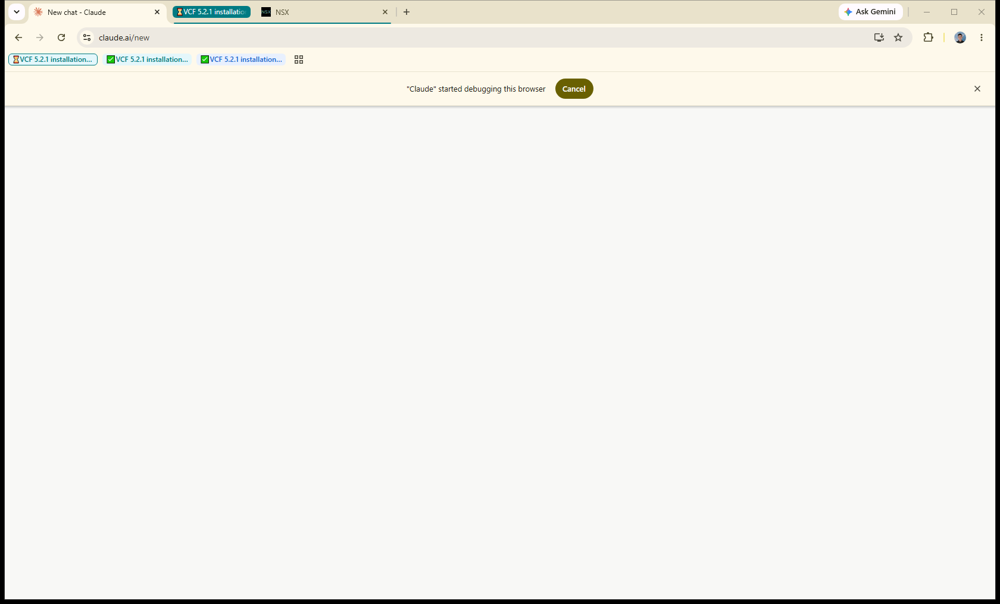 New chat - Claude
⌛VCF 5.2.1 installatio
NSX
NSX
Ask Gemini
claude.ai/new
⌛VCF 5.2.1 installation...
✅VCF 5.2.1 installation...
✅VCF 5.2.1 installation...
"Claude" started debugging this browser
Cancel